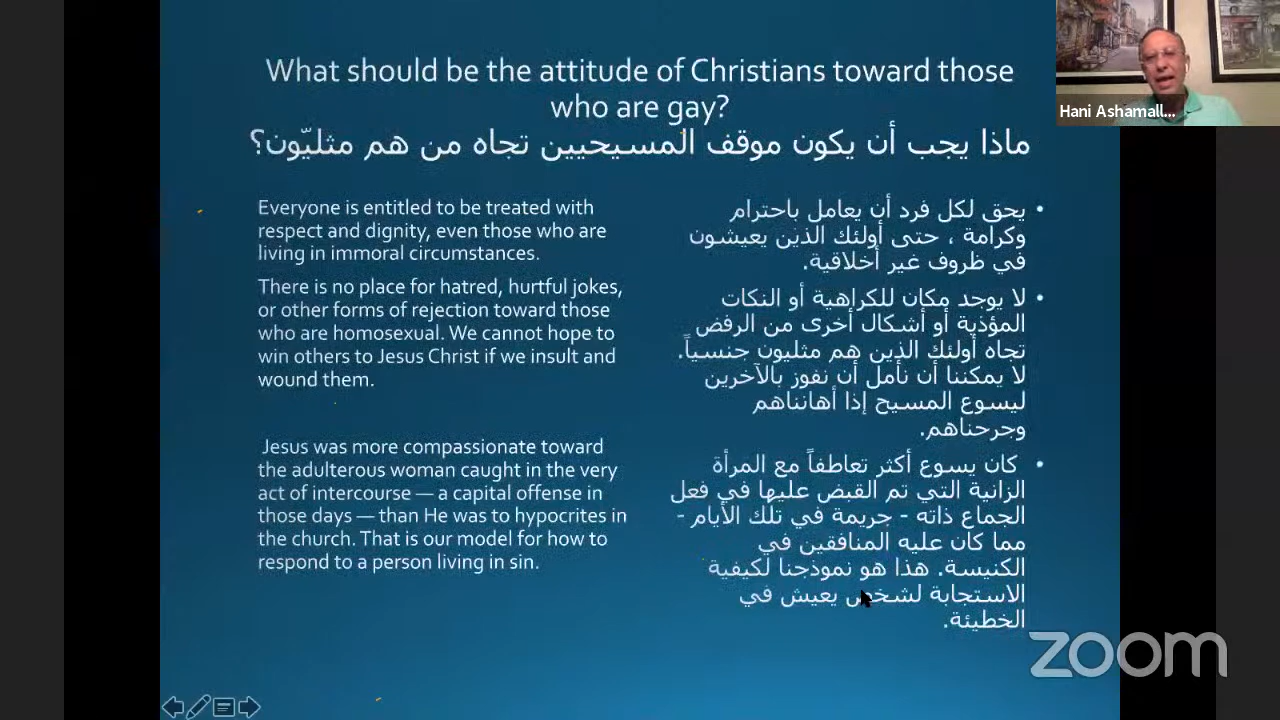 What should be the attitude of Christians toward those
who are gay?
ماذا يجب أن يكون موقف المسيحيين تجاه من هم مثليّون؟
Everyone is entitled to be treated with
respect and dignity, even those who are
living in immoral circumstances.
There is no place for hatred, hurtful jokes,
or other forms of rejection toward those
who are homosexual. We cannot hope to
win others to Jesus Christ if we insult and
wound them.
Jesus was more compassionate toward
the adulterous woman caught in the very
act of intercourse — a capital offense in
those days — than He was to hypocrites in
the church. That is our model for how to
respond to a person living in sin.
• يحق لكل فرد أن يعامل باحترام
وكرامة ، حتى أولئك الذين يعيشون
في ظروف غير أخلاقية.
• لا يوجد مكان للكراهية أو النكات
المؤذية أو أشكال أخرى من الرفض
تجاه أولئك الذين هم مثليون جنسياً.
لا يمكننا أن نأمل أن نفوز بالآخرين
ليسوع المسيح إذا أهانناهم
وجرحناهم.
• كان يسوع أكثر تعاطفاً مع المرأة
الزانية التي تم القبض عليها في فعل
الجماع ذاته - جريمة في تلك الأيام -
مما كان عليه المنافقين في
الكنيسة. هذا هو نموذجنا لكيفية
الاستجابة لشخص يعيش في
الخطيئة.
Hani Ashamall...
zoom